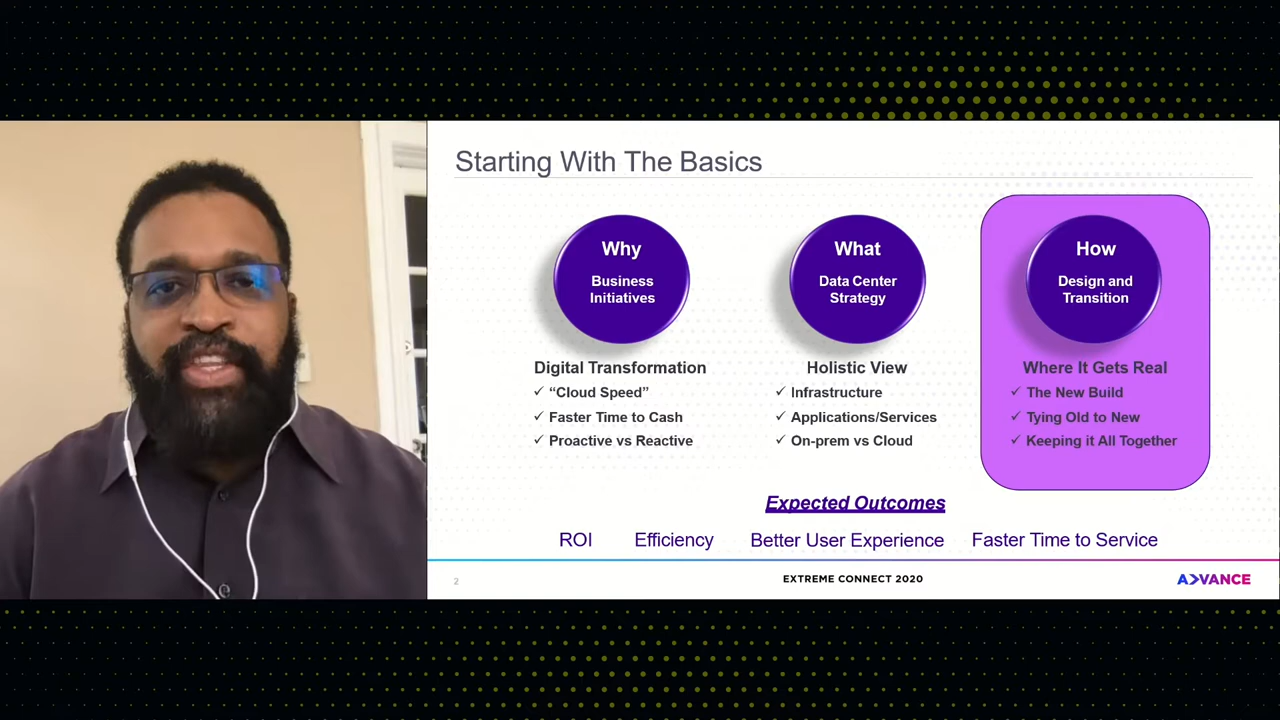 Starting With The Basics
Why
Business
Initiatives
Digital Transformation
✓ “Cloud Speed”
✓ Faster Time to Cash
✓ Proactive vs Reactive
What
Data Center
Strategy
Holistic View
✓ Infrastructure
✓ Applications/Services
✓ On-prem vs Cloud
How
Design and
Transition
Where It Gets Real
✓ The New Build
✓ Tying Old to New
✓ Keeping it All Together
Expected Outcomes
ROI Efficiency Better User Experience Faster Time to Service
2
EXTREME CONNECT 2020
ADVANCE